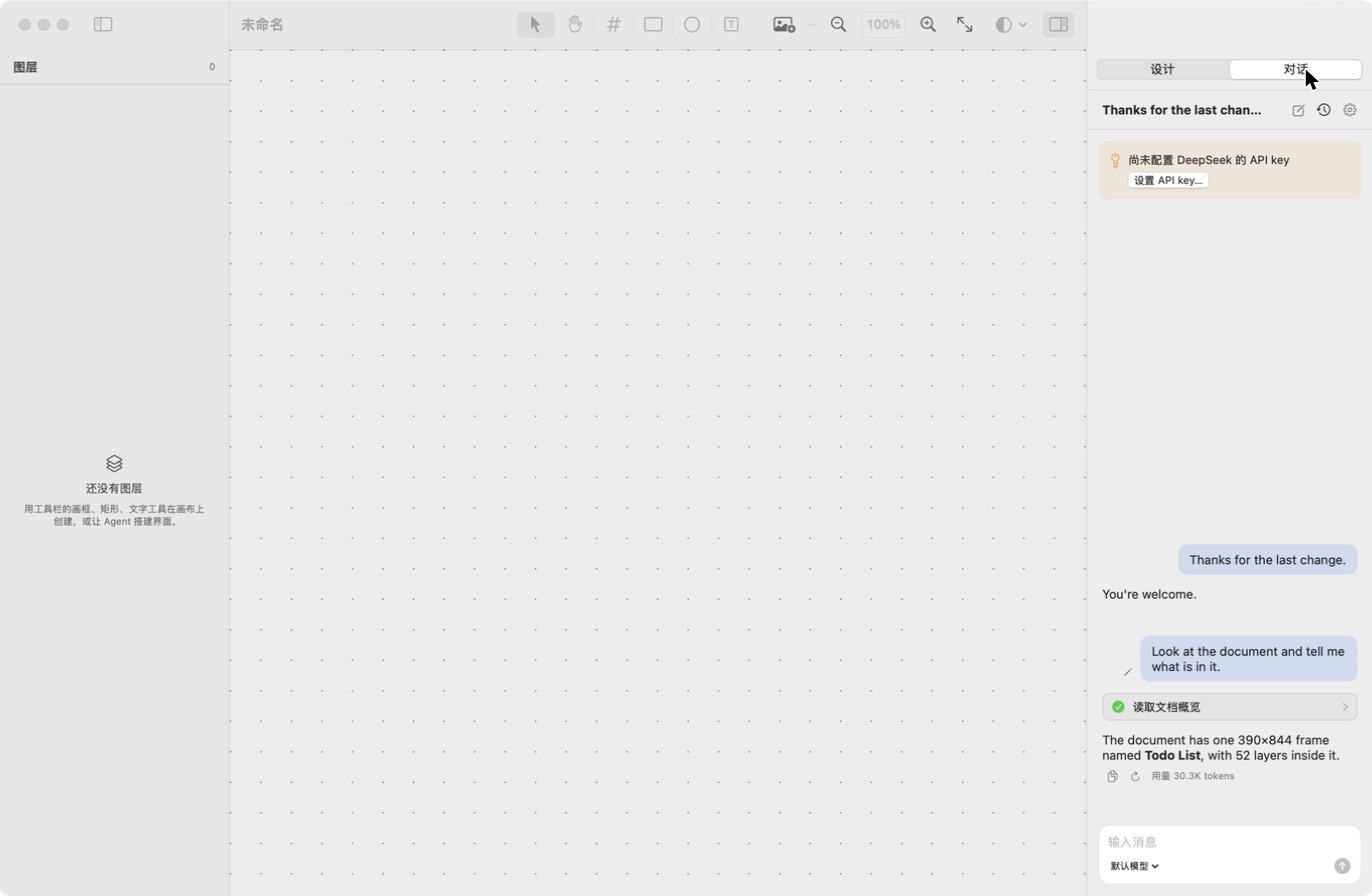 未命名
100%
图层
0
设计
对话
Thanks for the last chan...
尚未配置 DeepSeek 的 API key
设置 API key...
还没有图层
用工具栏的画框、矩形、文字工具在画布上
创建，或让 Agent 搭建界面。
Thanks for the last change.
You're welcome.
Look at the document and tell me
what is in it.
读取文档概览
The document has one 390×844 frame
named Todo List, with 52 layers inside it.
用量 30.3K tokens
输入消息
默认模型